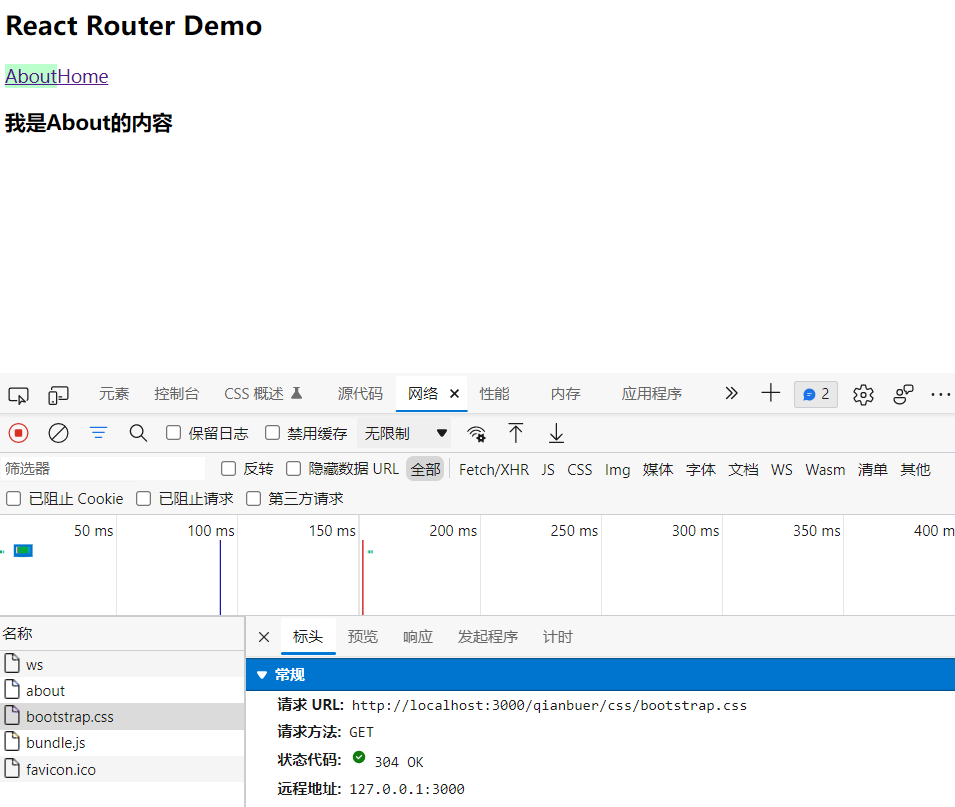 React Router Demo
AboutHome
我是About的内容
元素 控制台 CSS 概述 源代码 网络 性能 内存 应用程序 2
保留日志 禁用缓存 无限制
筛选器 反转 隐藏数据 URL 全部 Fetch/XHR JS CSS Img 媒体 字体 文档 WS Wasm 清单 其他
已阻止 Cookie 已阻止请求 第三方请求
50 ms 100 ms 150 ms 200 ms 250 ms 300 ms 350 ms 400 m
名称 标头 预览 响应 发起程序 计时
ws 常规
about 请求 URL: http://localhost:3000/qianbuer/css/bootstrap.css
bootstrap.css 请求方法: GET
bundle.js 状态代码: 304 OK
favicon.ico 远程地址: 127.0.0.1:3000